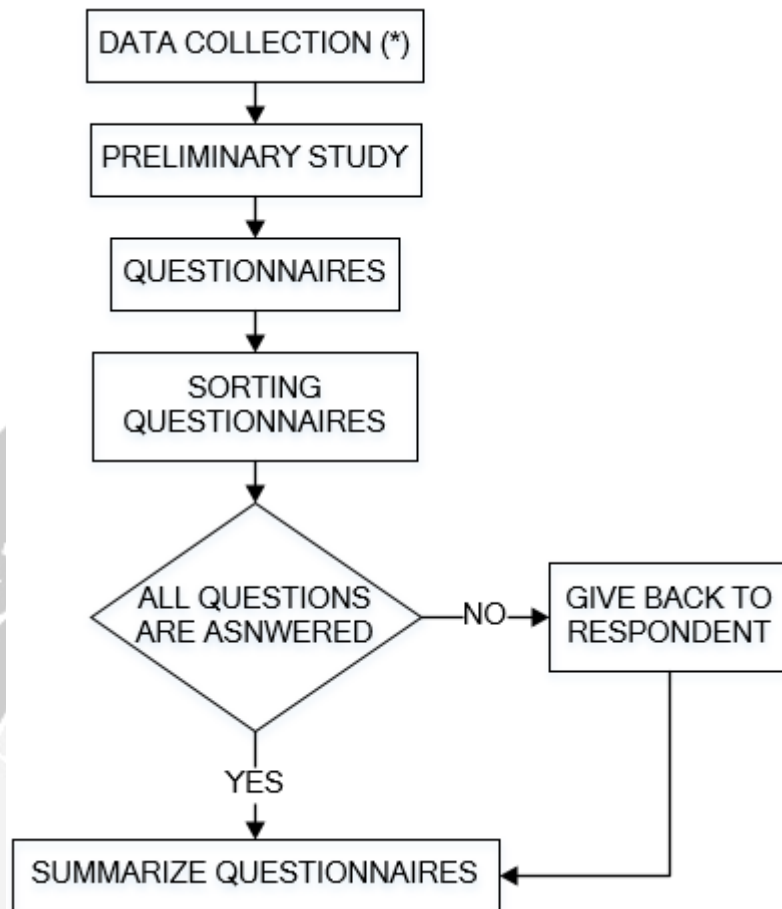 DATA COLLECTION (*)
PRELIMINARY STUDY
QUESTIONNAIRES
SORTING
QUESTIONNAIRES
ALL QUESTIONS
ARE ASNWERED
NO
GIVE BACK TO
RESPONDENT
YES
SUMMARIZE QUESTIONNAIRES